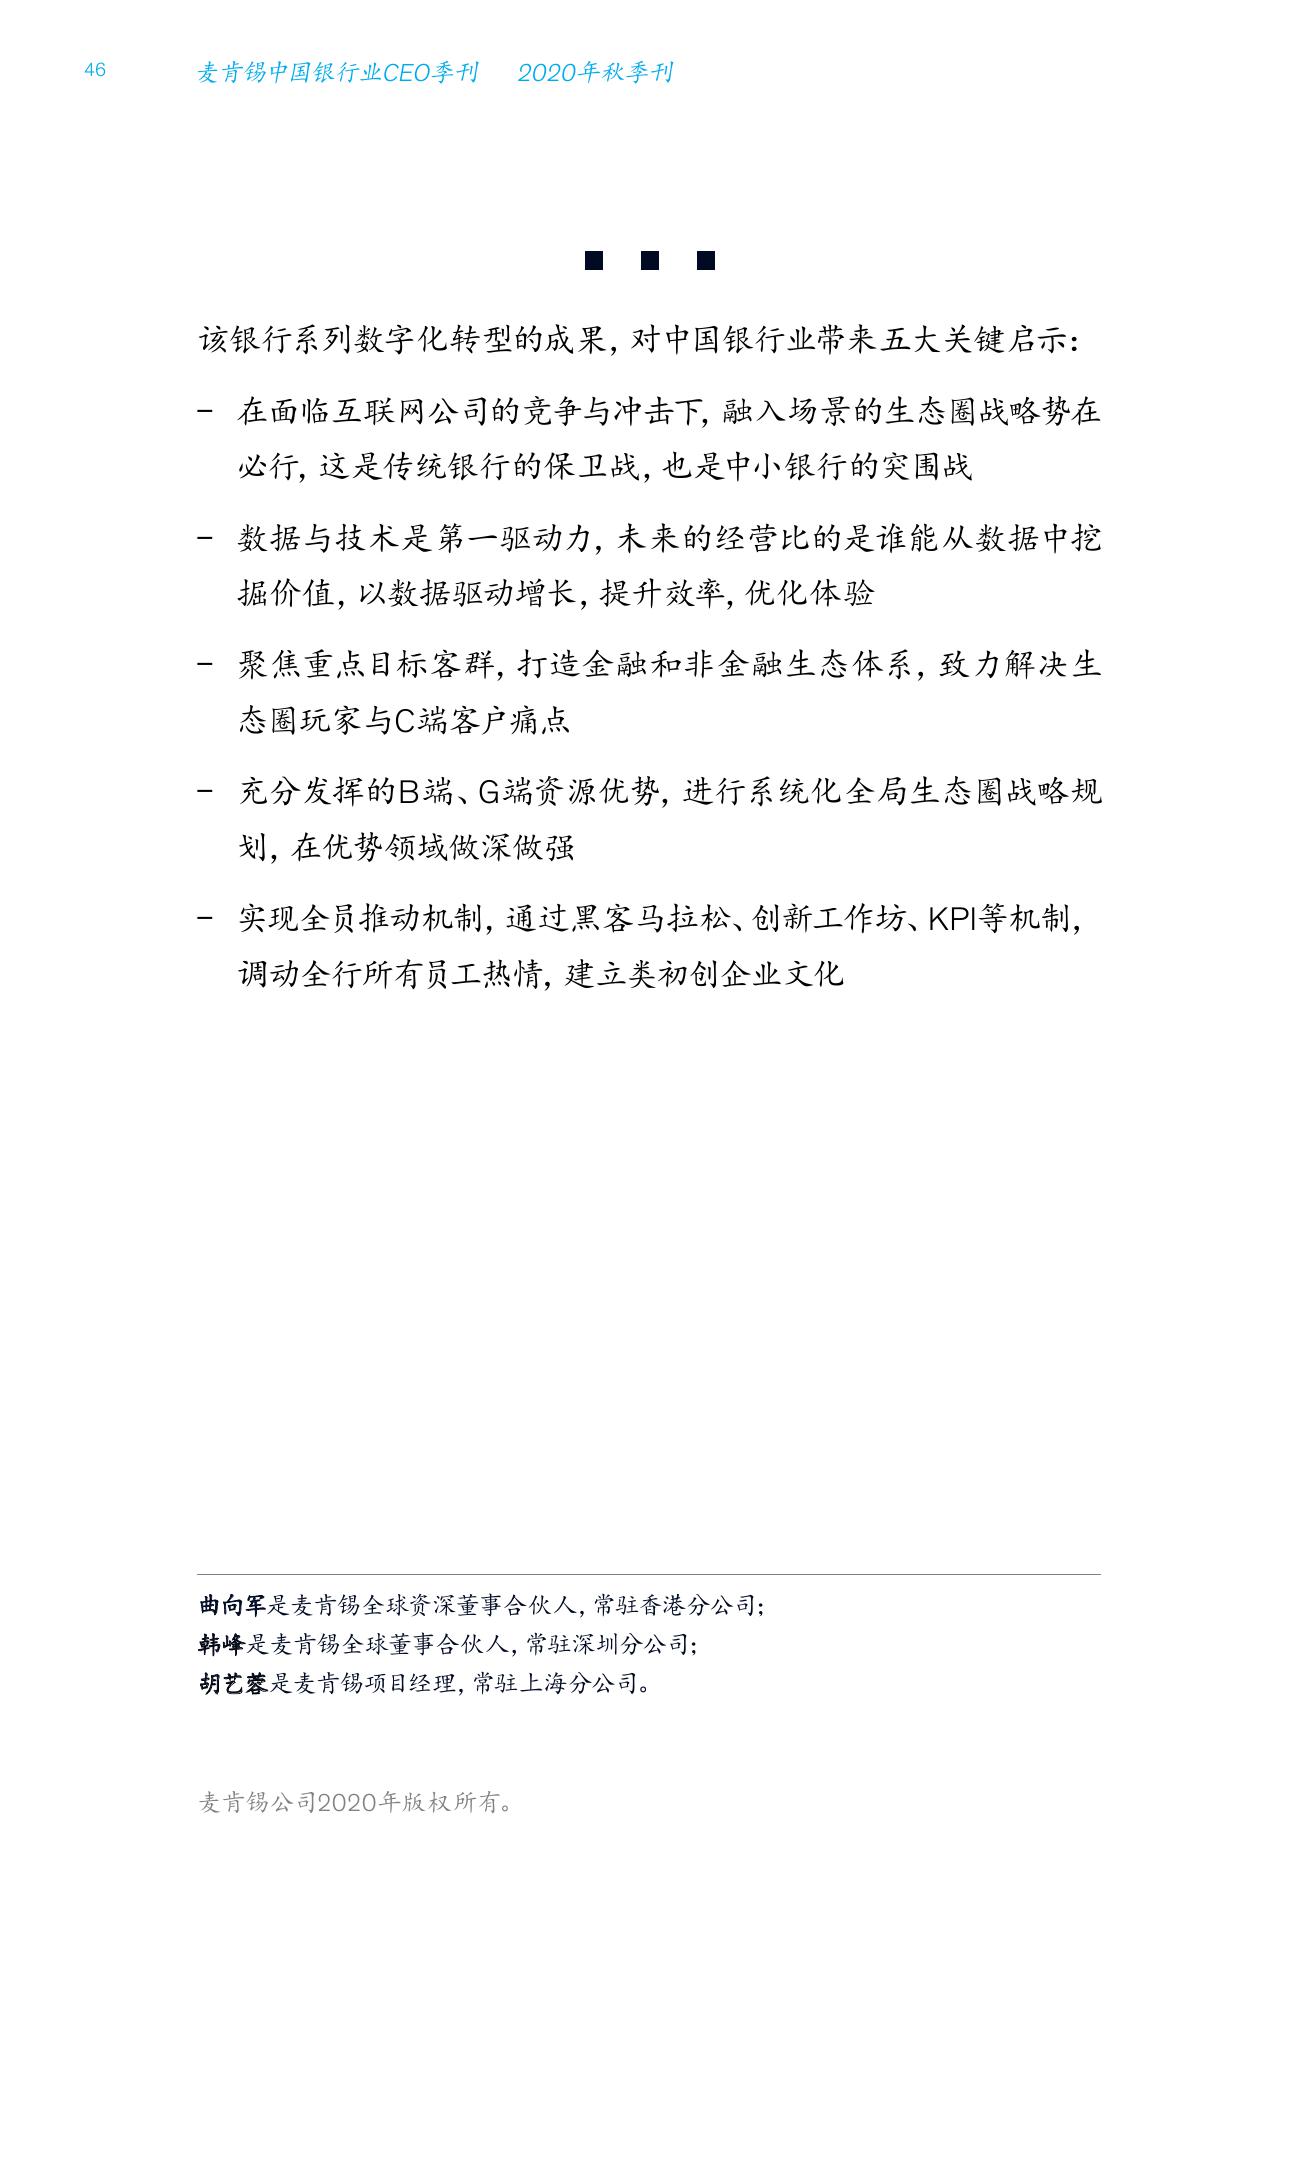 46
麦肯锡中国银行业CEO季刊 2020年秋季刊
该银行系列数字化转型的成果，对中国银行业带来五大关键启示：
– 在面临互联网公司的竞争与冲击下，融入场景的生态圈战略势在
必行，这是传统银行的保卫战，也是中小银行的突围战
– 数据与技术是第一驱动力，未来的经营比的是谁能从数据中挖
掘价值，以数据驱动增长，提升效率，优化体验
– 聚焦重点目标客群，打造金融和非金融生态体系，致力解决生
态圈玩家与C端客户痛点
– 充分发挥的B端、G端资源优势，进行系统化全局生态圈战略规
划，在优势领域做深做强
– 实现全员推动机制，通过黑客马拉松、创新工作坊、KPI等机制，
调动全行所有员工热情，建立类初创企业文化
曲向军是麦肯锡全球资深董事合伙人，常驻香港分公司；
韩峰是麦肯锡全球董事合伙人，常驻深圳分公司；
胡艺蓉是麦肯锡项目经理，常驻上海分公司。
麦肯锡公司2020年版权所有。